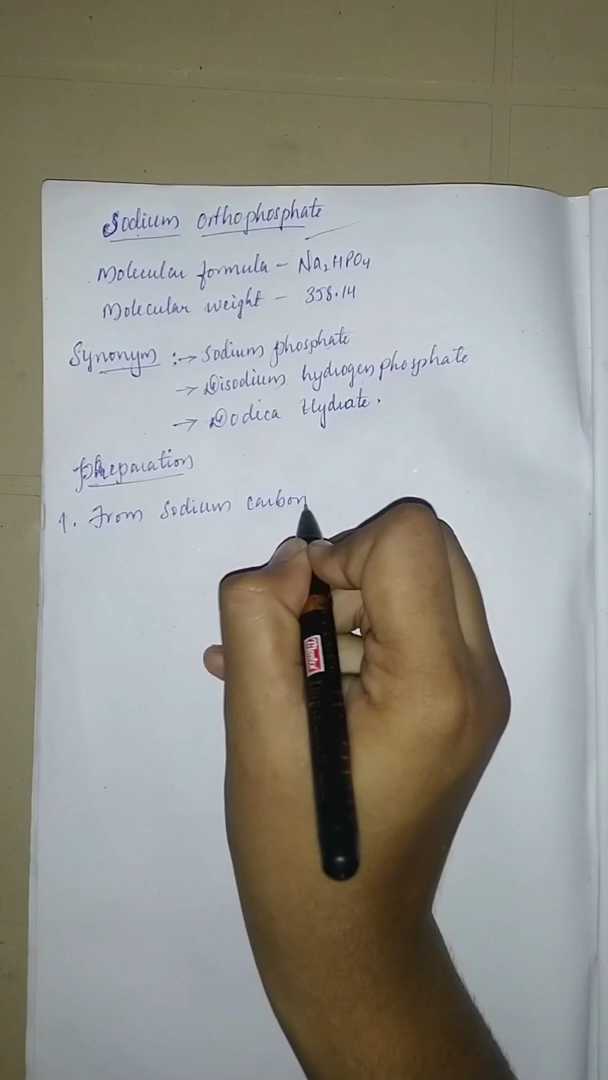 Sodium Orthophosphate
Molecular formula - Na2HPO4
Molecular weight - 358.14
Synonym :-> Sodium phosphate
-> Disodium hydrogen phosphate
-> Dodica Hydrate.
Preparation
1. From Sodium carbon